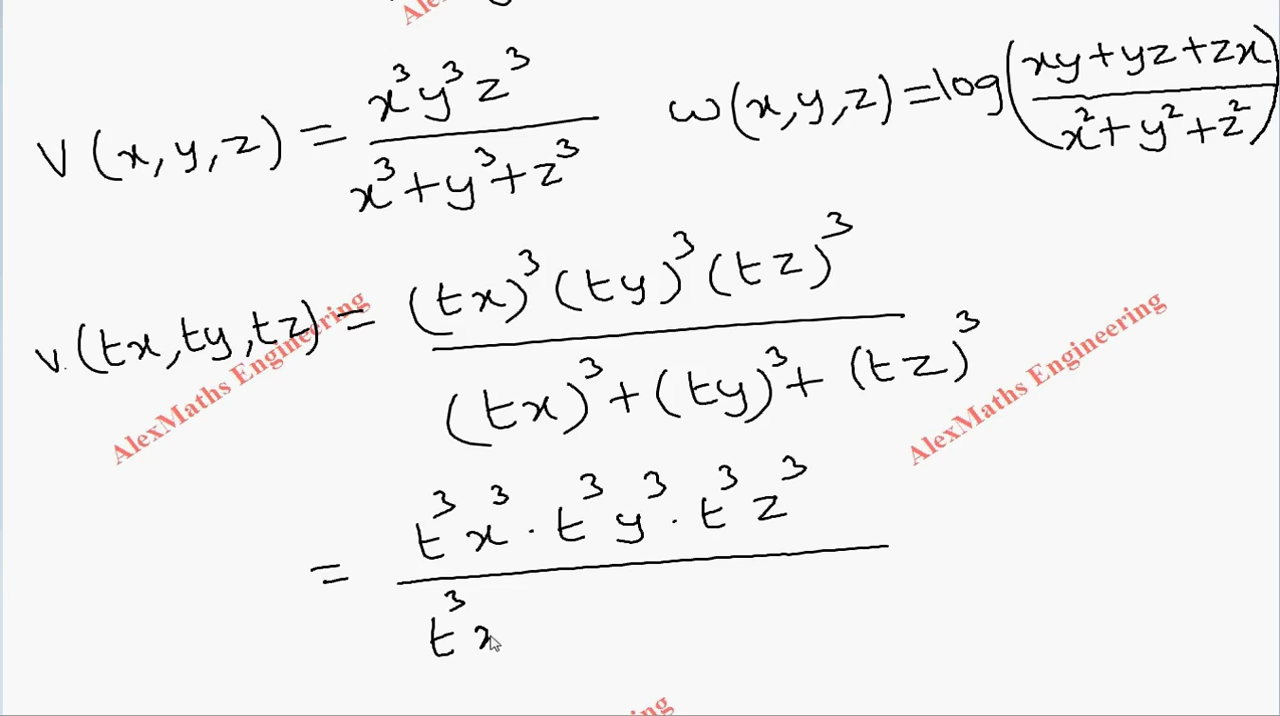 V(x,y,z) = x³y³z³ / x³+y³+z³
w(x,y,z) = log(xy+yz+zx / x²+y²+z²)
v(tx,ty,tz) = (tx)³(ty)³(tz)³ / (tx)³+(ty)³+(tz)³
= t³x³·t³y³·t³z³ / t³x
AlexMaths Engineering
AlexMaths Engineering